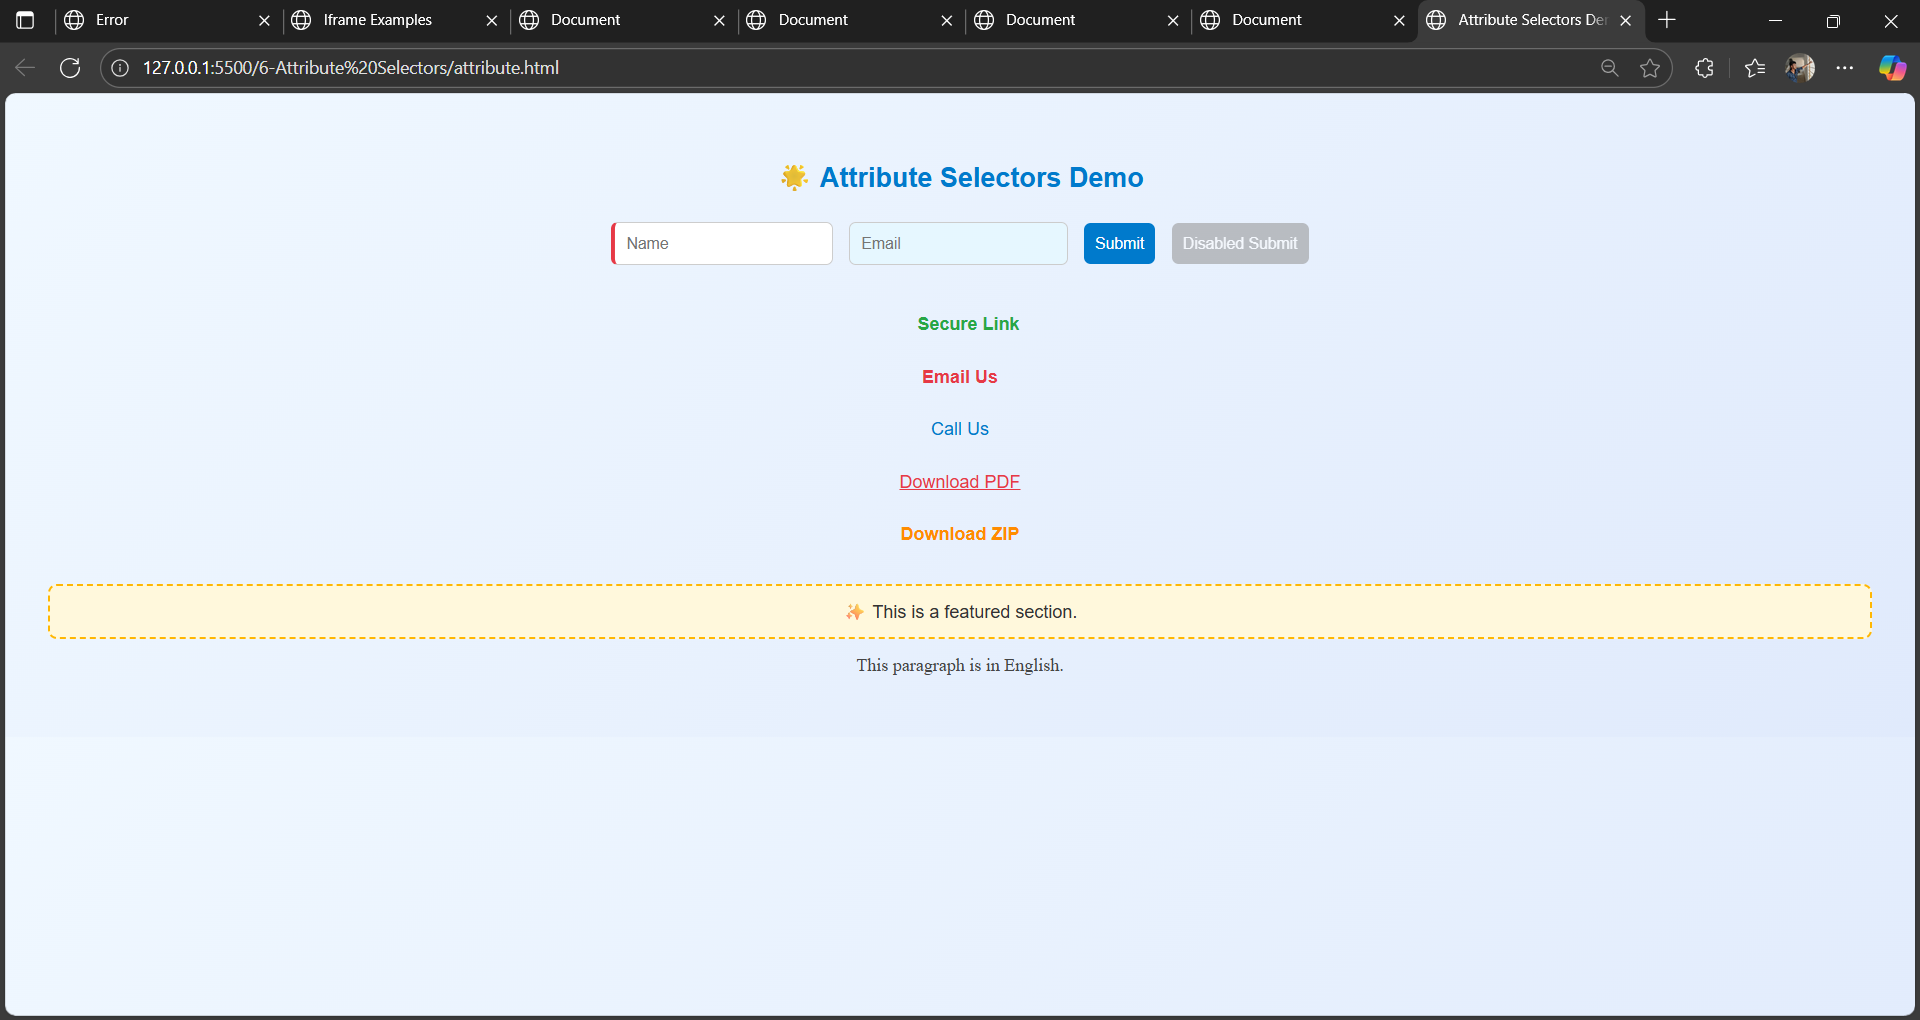 Error
Iframe Examples
Document
Document
Document
Document
Attribute Selectors De
127.0.0.1:5500/6-Attribute%20Selectors/attribute.html
🌟 Attribute Selectors Demo
Name Email Submit Disabled Submit
Secure Link
Email Us
Call Us
Download PDF
Download ZIP
✨ This is a featured section.
This paragraph is in English.